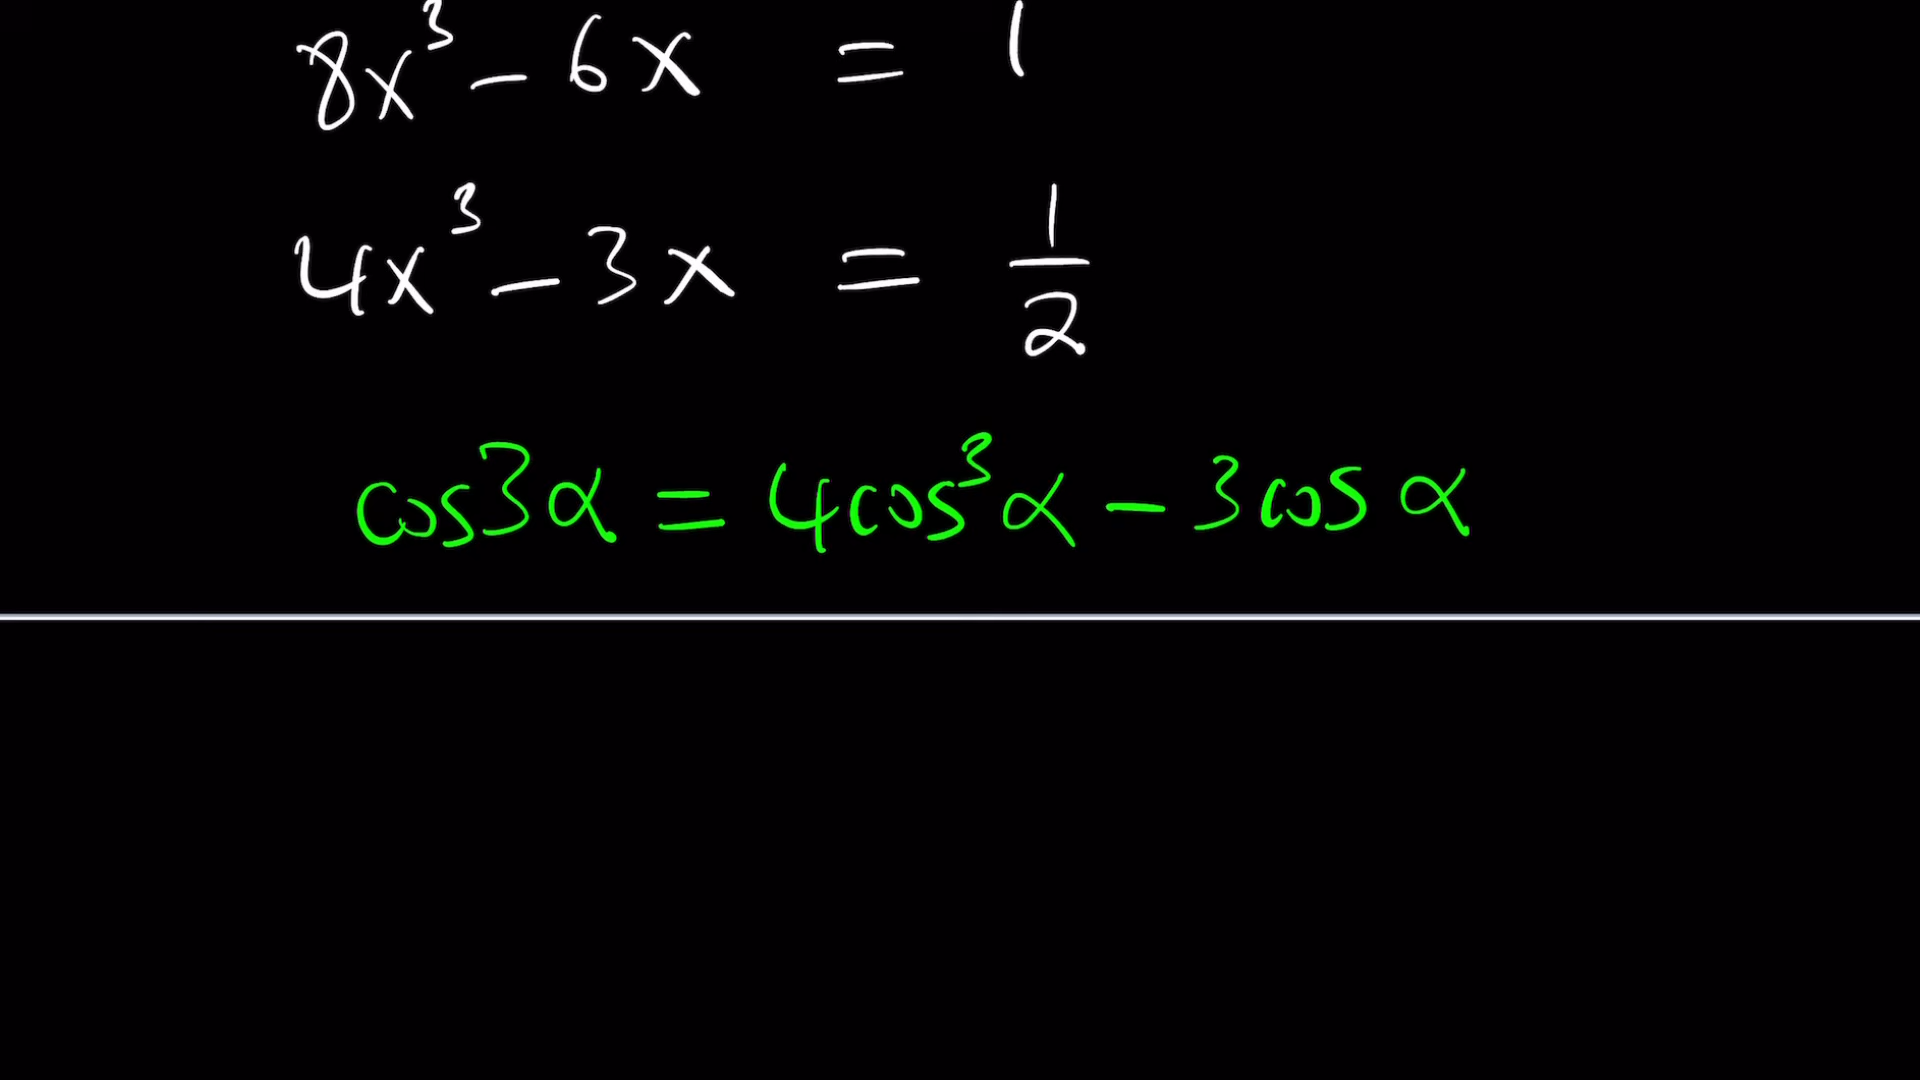 8x³ - 6x = 1
4x³ - 3x = 1/2
cos3α = 4cos³α - 3cosα